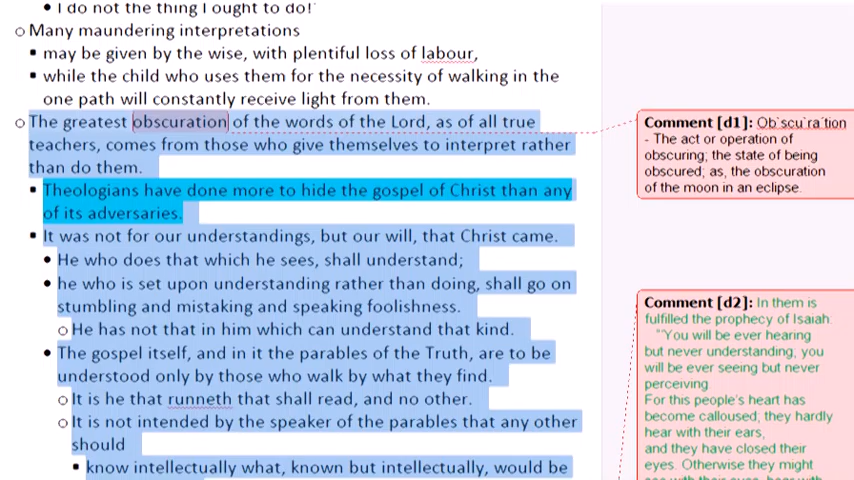 ▪ I do not the thing I ought to do!'
o Many maundering interpretations
▪ may be given by the wise, with plentiful loss of labour,
▪ while the child who uses them for the necessity of walking in the
one path will constantly receive light from them.
o The greatest obscuration of the words of the Lord, as of all true
teachers, comes from those who give themselves to interpret rather
than do them.
▪ Theologians have done more to hide the gospel of Christ than any
of its adversaries.
▪ It was not for our understandings, but our will, that Christ came.
• He who does that which he sees, shall understand;
• he who is set upon understanding rather than doing, shall go on
stumbling and mistaking and speaking foolishness.
o He has not that in him which can understand that kind.
• The gospel itself, and in it the parables of the Truth, are to be
understood only by those who walk by what they find.
o It is he that runneth that shall read, and no other.
o It is not intended by the speaker of the parables that any other
should
▪ know intellectually what, known but intellectually, would be
Comment [d1]: Ob`scu´ra´tion
- The act or operation of
obscuring; the state of being
obscured; as, the obscuration
of the moon in an eclipse.
Comment [d2]: In them is
fulfilled the prophecy of Isaiah:
"'You will be ever hearing
but never understanding; you
will be ever seeing but never
perceiving.
For this people's heart has
become calloused; they hardly
hear with their ears,
and they have closed their
eyes. Otherwise they might
see with their eyes, hear with